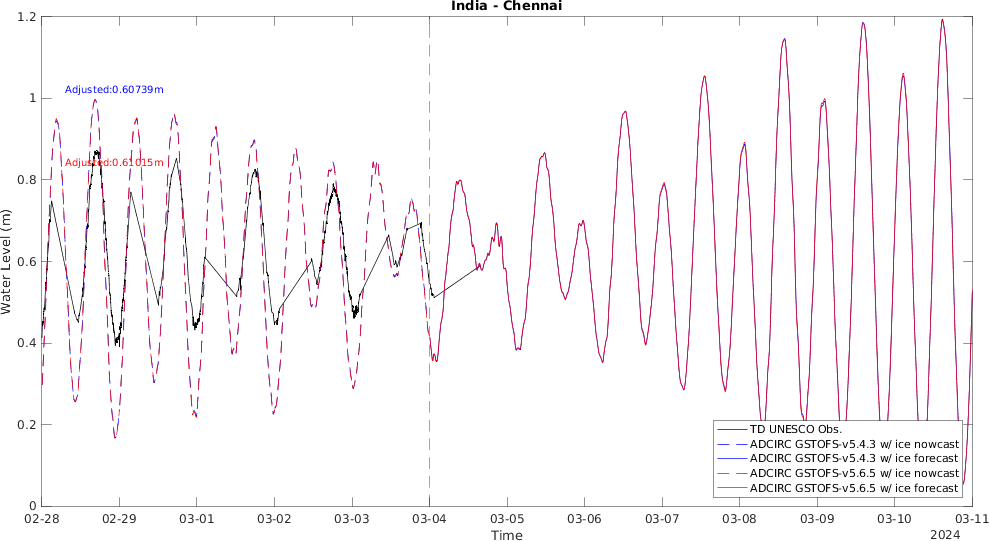 India - Chennai
Water Level (m)
1.2
1
0.8
0.6
0.4
0.2
0
Adjusted:0.60739m
Adjusted:0.61015m
TD UNESCO Obs.
ADCIRC GSTOFS-v5.4.3 w/ ice nowcast
ADCIRC GSTOFS-v5.4.3 w/ ice forecast
ADCIRC GSTOFS-v5.6.5 w/ ice nowcast
ADCIRC GSTOFS-v5.6.5 w/ ice forecast
02-28 02-29 03-01 03-02 03-03 03-04 03-05 03-06 03-07 03-08 03-09 03-10 03-11
Time
2024